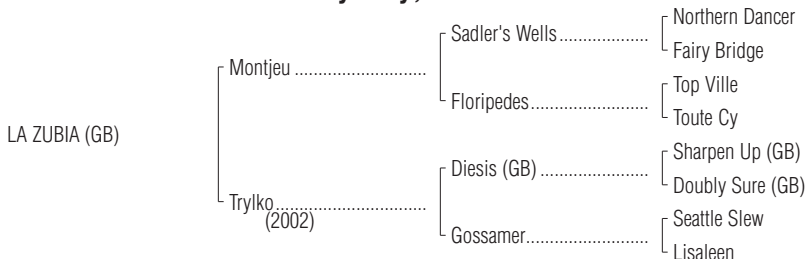 Northern Dancer
Sadler's Wells
Fairy Bridge
Montjeu
Top Ville
Floripedes
Toute Cy
LA ZUBIA (GB)
Sharpen Up (GB)
Diesis (GB)
Doubly Sure (GB)
Trylko
(2002)
Seattle Slew
Gossamer
Lisaleen